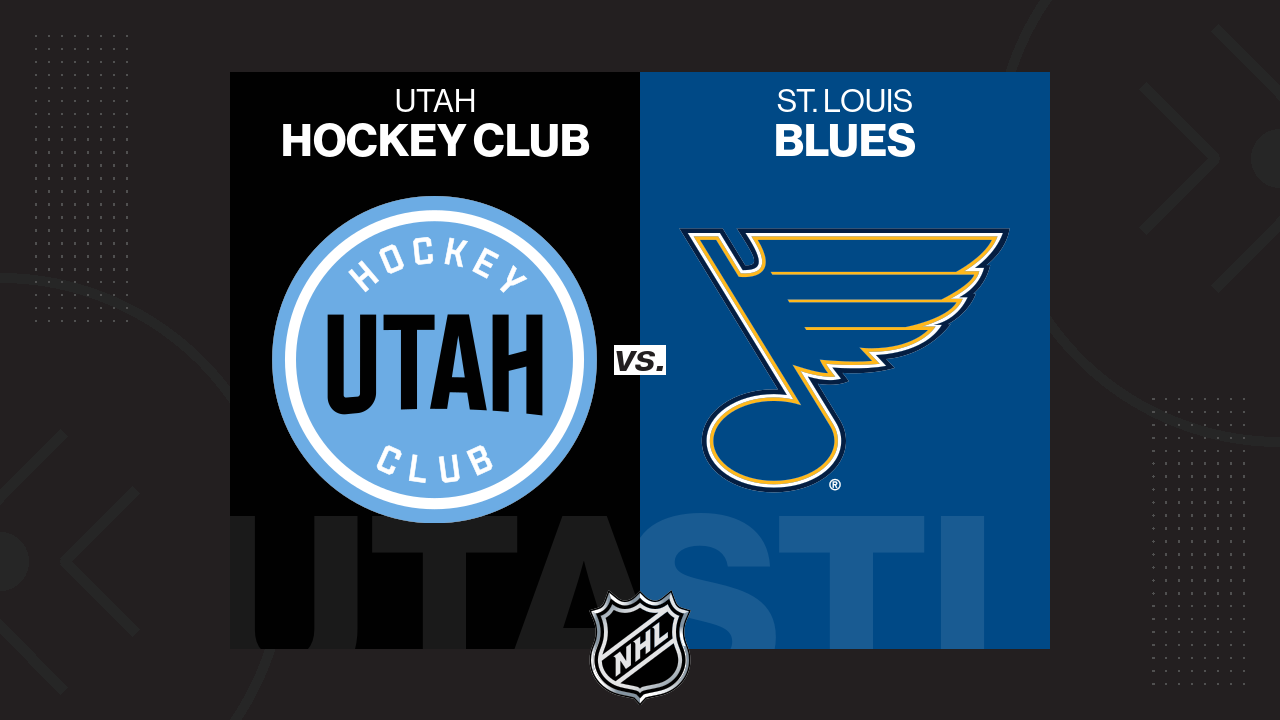 UTAH
HOCKEY CLUB
HOCKEY
UTAH
CLUB
vs.
ST. LOUIS
BLUES
®
UTA
STL
NHL